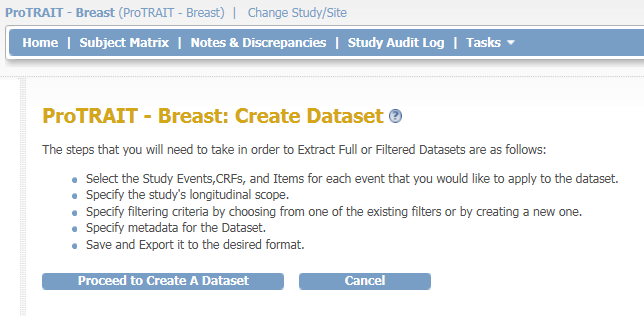 ProTRAIT - Breast (ProTRAIT - Breast) | Change Study/Site
Home | Subject Matrix | Notes & Discrepancies | Study Audit Log | Tasks
ProTRAIT - Breast: Create Dataset ?
The steps that you will need to take in order to Extract Full or Filtered Datasets are as follows:
Select the Study Events,CRFs, and Items for each event that you would like to apply to the dataset.
Specify the study's longitudinal scope.
Specify filtering criteria by choosing from one of the existing filters or by creating a new one.
Specify metadata for the Dataset.
Save and Export it to the desired format.
Proceed to Create A Dataset Cancel